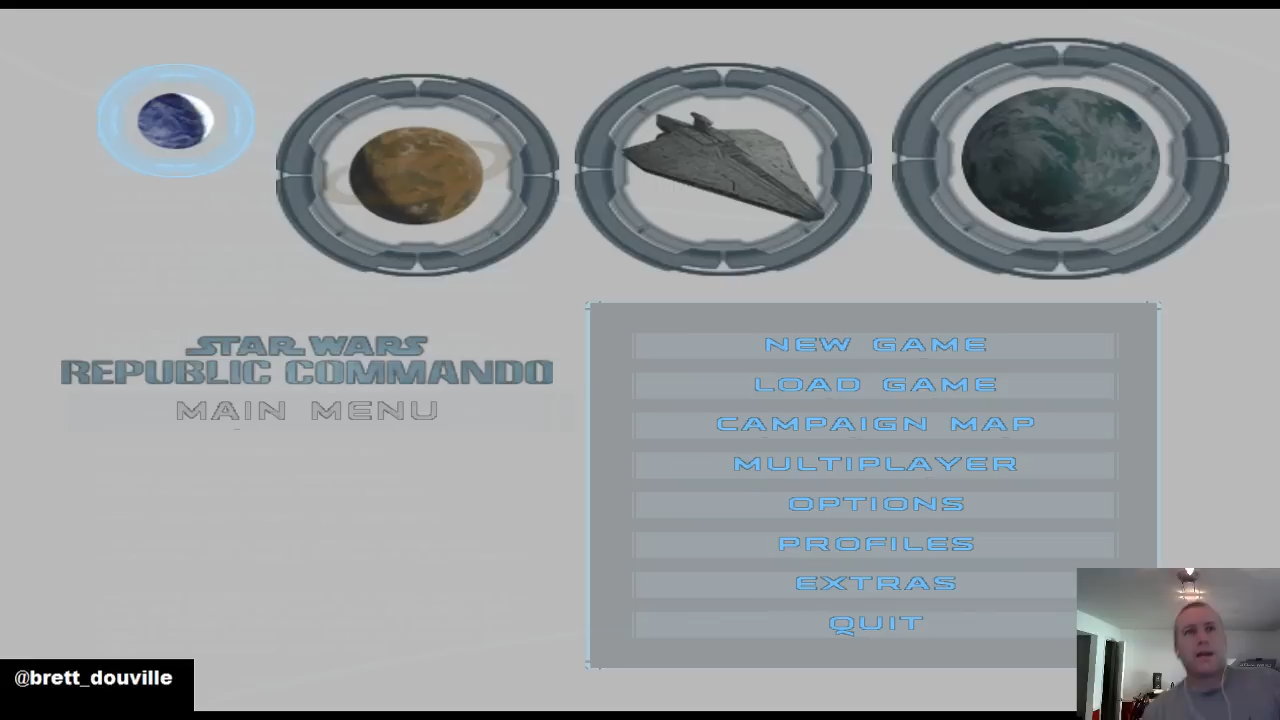 STAR WARS
REPUBLIC COMMANDO
MAIN MENU
NEW GAME
LOAD GAME
CAMPAIGN MAP
MULTIPLAYER
OPTIONS
PROFILES
EXTRAS
QUIT
@brett_douville